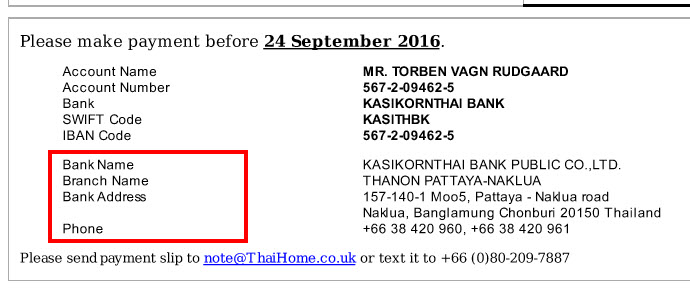 Please make payment before 24 September 2016.
Account Name MR. TORBEN VAGN RUDGAARD
Account Number 567-2-09462-5
Bank KASIKORNTHAI BANK
SWIFT Code KASITHBK
IBAN Code 567-2-09462-5
Bank Name KASIKORNTHAI BANK PUBLIC CO.,LTD.
Branch Name THANON PATTAYA-NAKLUA
Bank Address 157-140-1 Moo5, Pattaya - Naklua road
Naklua, Banglamung Chonburi 20150 Thailand
Phone +66 38 420 960, +66 38 420 961
Please send payment slip to note@ThaiHome.co.uk or text it to +66 (0)80-209-7887